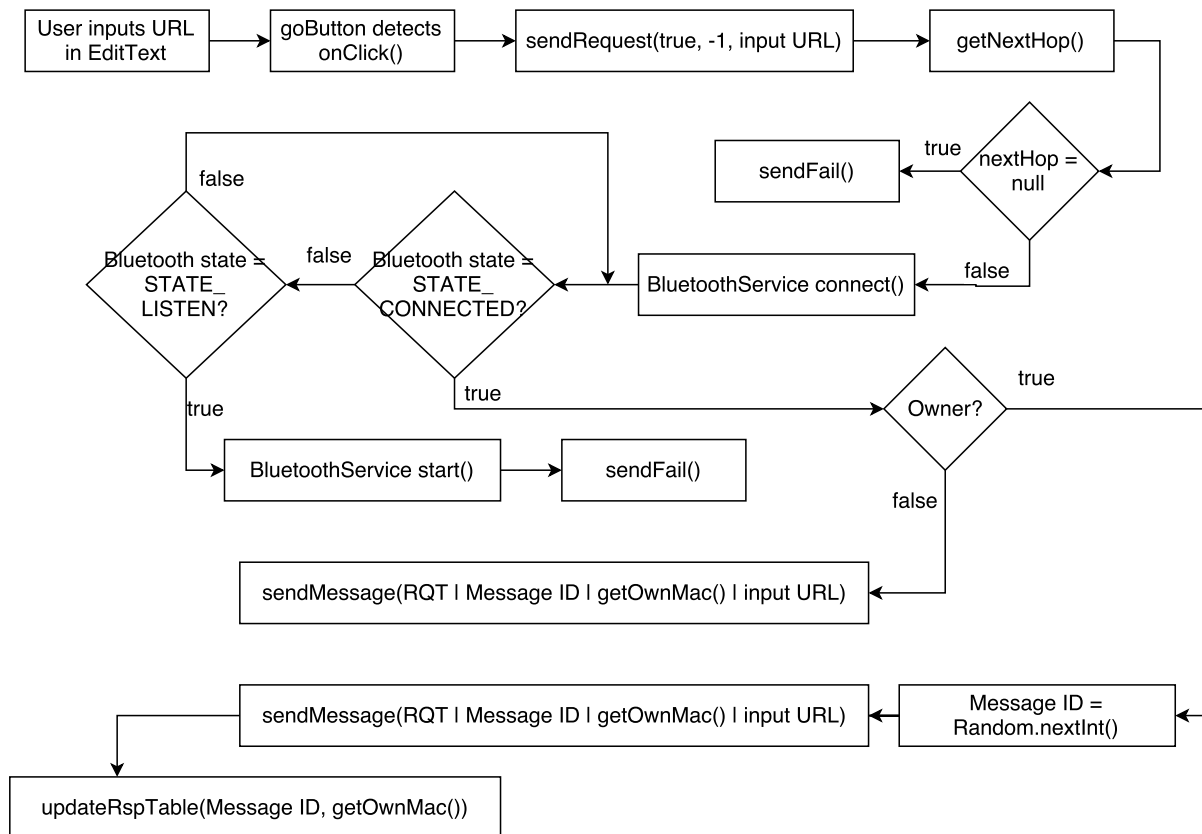 User inputs URL
in EditText
goButton detects
onClick()
sendRequest(true, -1, input URL)
getNextHop()
nextHop =
null
true
sendFail()
false
BluetoothService connect()
Bluetooth state =
STATE_
CONNECTED?
false
Bluetooth state =
STATE_
LISTEN?
false
true
BluetoothService start()
sendFail()
true
Owner?
true
false
sendMessage(RQT | Message ID | getOwnMac() | input URL)
Message ID =
Random.nextInt()
sendMessage(RQT | Message ID | getOwnMac() | input URL)
updateRspTable(Message ID, getOwnMac())